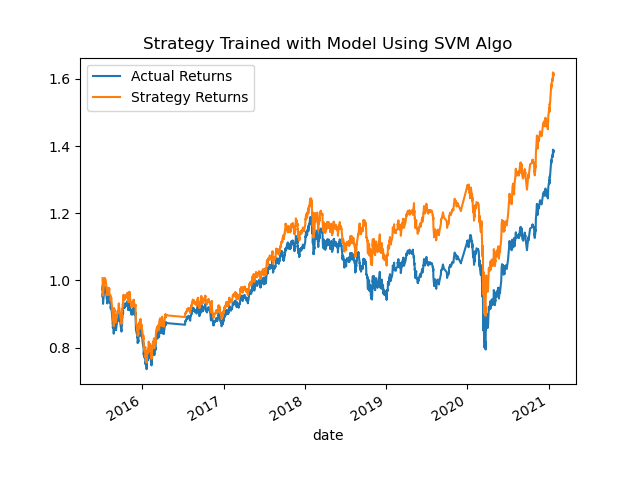 Strategy Trained with Model Using SVM Algo
Actual Returns
Strategy Returns
1.6
1.4
1.2
1.0
0.8
2016
2017
2018
2019
2020
2021
date